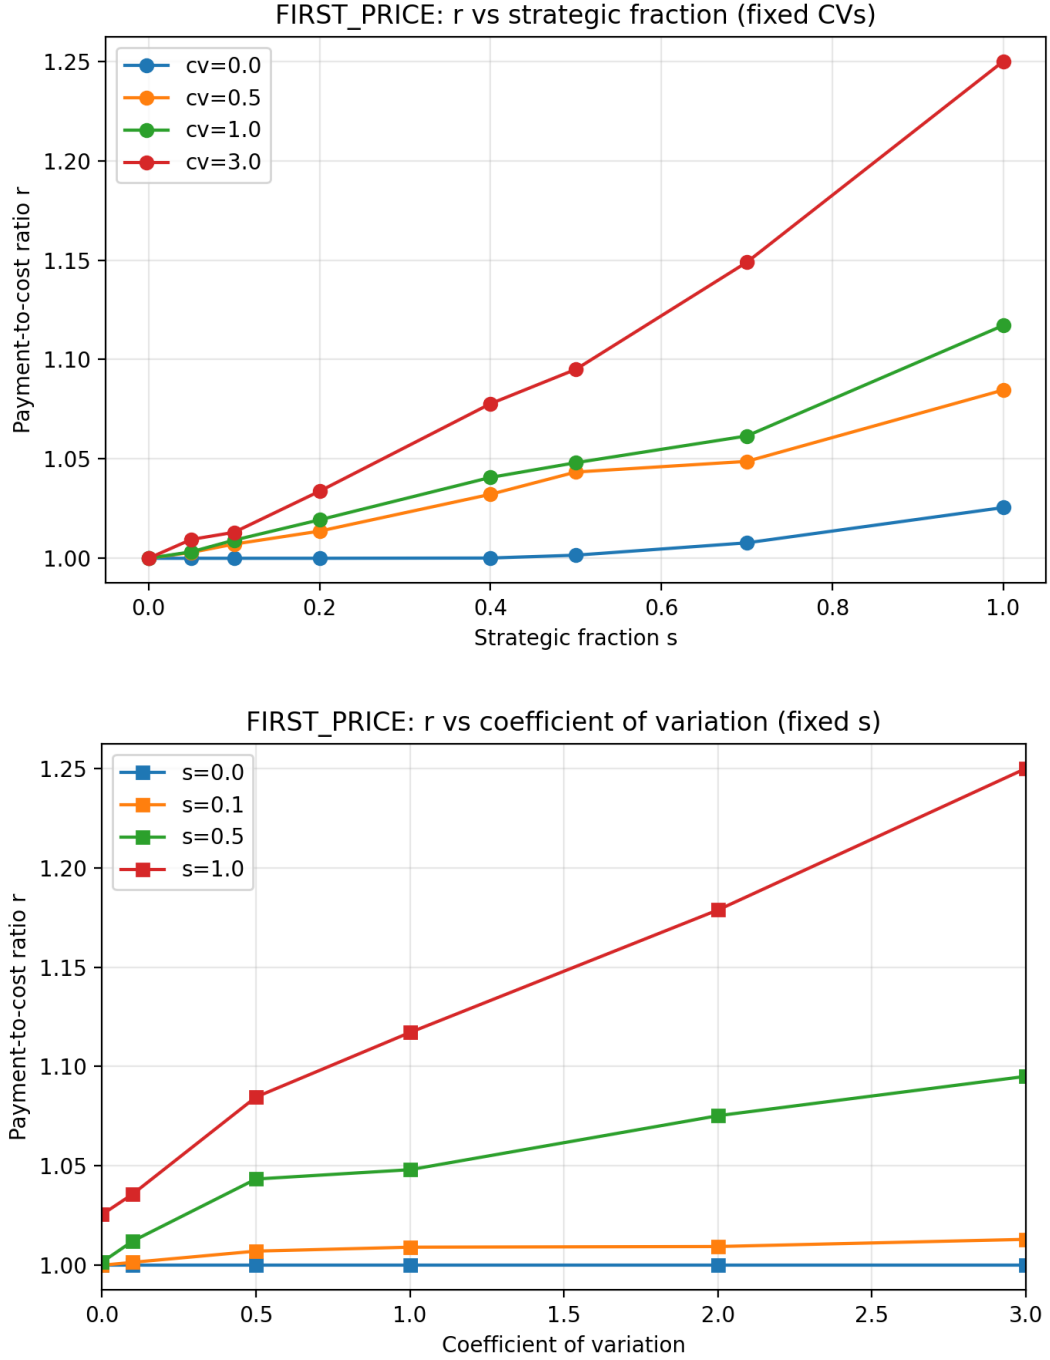 FIRST_PRICE: r vs strategic fraction (fixed CVs)
cv=0.0
cv=0.5
cv=1.0
cv=3.0
Payment-to-cost ratio r
1.25
1.20
1.15
1.10
1.05
1.00
0.0 0.2 0.4 0.6 0.8 1.0
Strategic fraction s
FIRST_PRICE: r vs coefficient of variation (fixed s)
s=0.0
s=0.1
s=0.5
s=1.0
Payment-to-cost ratio r
1.25
1.20
1.15
1.10
1.05
1.00
0.0 0.5 1.0 1.5 2.0 2.5 3.0
Coefficient of variation